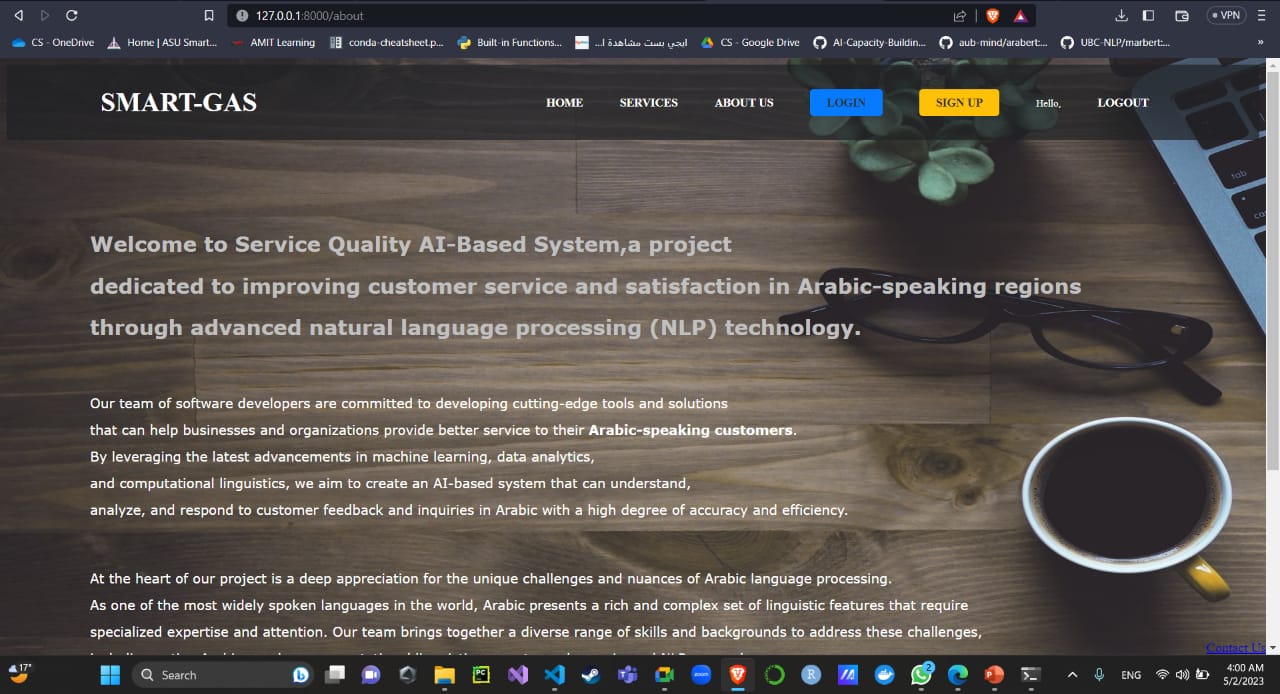 127.0.0.1:8000/about
VPN
CS - OneDrive
Home | ASU Smart...
AMIT Learning
conda-cheatsheet.p...
Built-in Functions...
ايجي بست مشاهدة ا...
CS - Google Drive
AI-Capacity-Buildin...
aub-mind/arabert:...
UBC-NLP/marbert:...
»
SMART-GAS
HOME
SERVICES
ABOUT US
LOGIN
SIGN UP
Hello,
LOGOUT
tab
Welcome to Service Quality AI-Based System,a project
dedicated to improving customer service and satisfaction in Arabic-speaking regions
through advanced natural language processing (NLP) technology.
Our team of software developers are committed to developing cutting-edge tools and solutions
that can help businesses and organizations provide better service to their Arabic-speaking customers.
By leveraging the latest advancements in machine learning, data analytics,
and computational linguistics, we aim to create an AI-based system that can understand,
analyze, and respond to customer feedback and inquiries in Arabic with a high degree of accuracy and efficiency.
At the heart of our project is a deep appreciation for the unique challenges and nuances of Arabic language processing.
As one of the most widely spoken languages in the world, Arabic presents a rich and complex set of linguistic features that require
specialized expertise and attention. Our team brings together a diverse range of skills and backgrounds to address these challenges,
Contact Us
17°
Search
PC
zoom
R
2
ENG
4:00 AM
5/2/2023